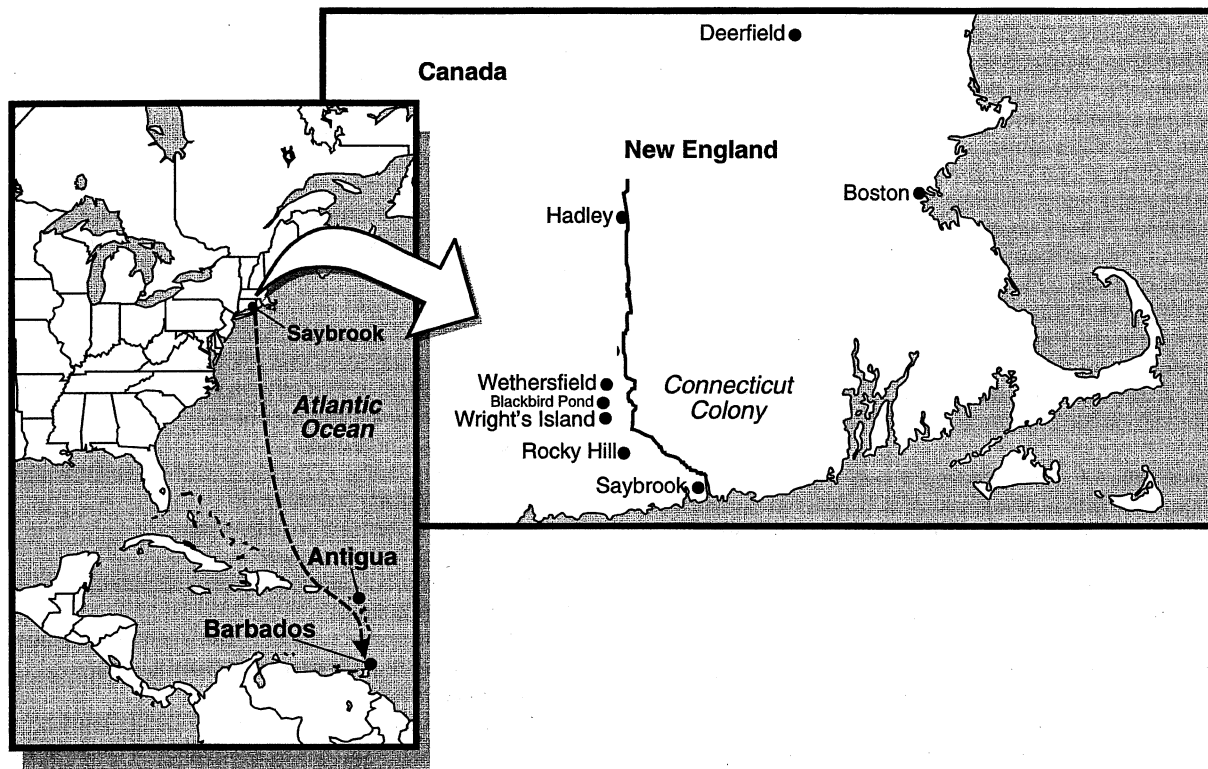 Deerfield
Canada
New England
Boston
Hadley
Saybrook
Wethersfield
Blackbird Pond
Wright's Island
Connecticut
Colony
Atlantic
Ocean
Rocky Hill
Saybrook
Antigua
Barbados